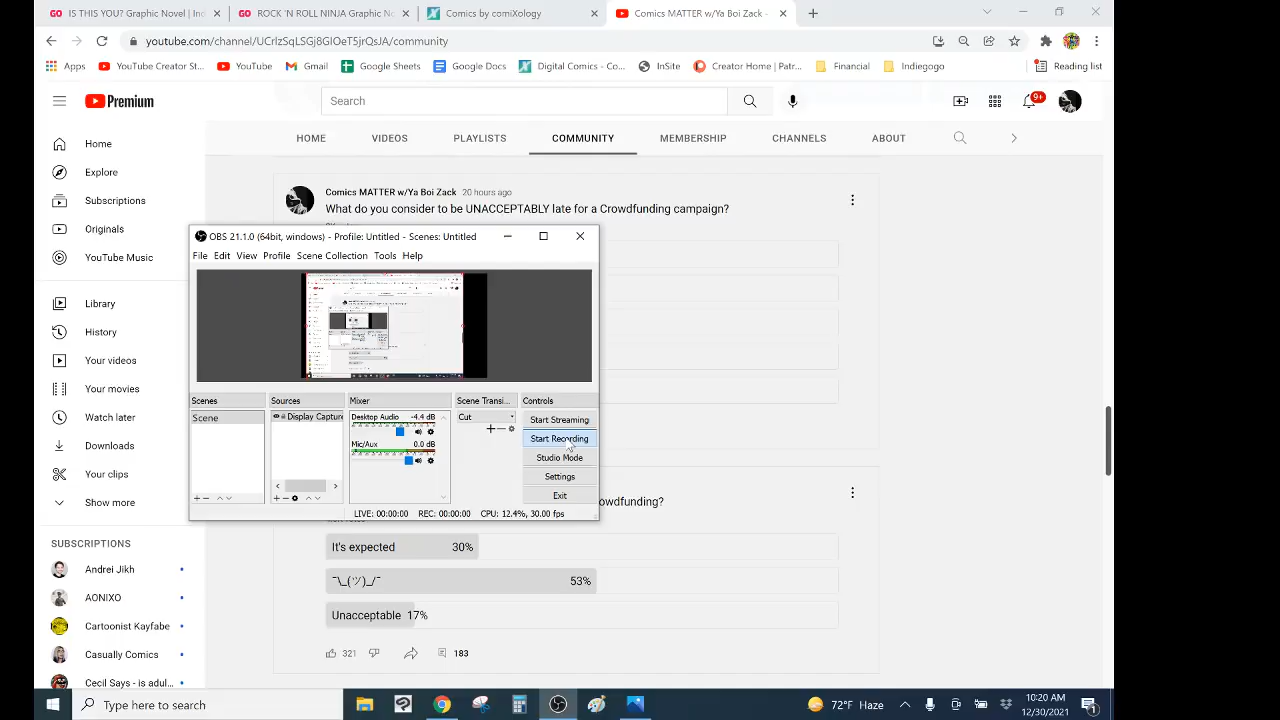 IS THIS YOU? Graphic Novel | Inc
ROCK 'N ROLL NINJA Graphic No
Comics by comiXology
Comics MATTER w/Ya Boi Zack -
youtube.com/channel/UCrIzSqLSGj8GIOeT5jrQsJA/community
Apps
YouTube Creator St...
YouTube
Gmail
Google Sheets
Google Docs
Digital Comics - Co...
InSite
Creator Home | Patr...
Financial
Indiegogo
Reading list
Premium
Search
9+
HOME
VIDEOS
PLAYLISTS
COMMUNITY
MEMBERSHIP
CHANNELS
ABOUT
Home
Explore
Subscriptions
Originals
YouTube Music
Library
History
Your videos
Your movies
Watch later
Downloads
Your clips
Show more
SUBSCRIPTIONS
Andrei Jikh
AONIXO
Cartoonist Kayfabe
Casually Comics
Cecil Says - is adul...
Comics MATTER w/Ya Boi Zack 20 hours ago
What do you consider to be UNACCEPTABLY late for a Crowdfunding campaign?
OBS 21.1.0 (64bit, windows) - Profile: Untitled - Scenes: Untitled
File Edit View Profile Scene Collection Tools Help
Scenes
Sources
Mixer
Scene Transi...
Controls
Scene
Display Capture
Desktop Audio -4.4 dB
Mic/Aux 0.0 dB
Cut
Start Streaming
Start Recording
Studio Mode
Settings
Exit
LIVE: 00:00:00 REC: 00:00:00 CPU: 12.4%, 30.00 fps
owdfunding?
It's expected 30%
¯\_(ツ)_/¯ 53%
Unacceptable 17%
321
183
Type here to search
72°F Haze
10:20 AM
12/30/2021
1